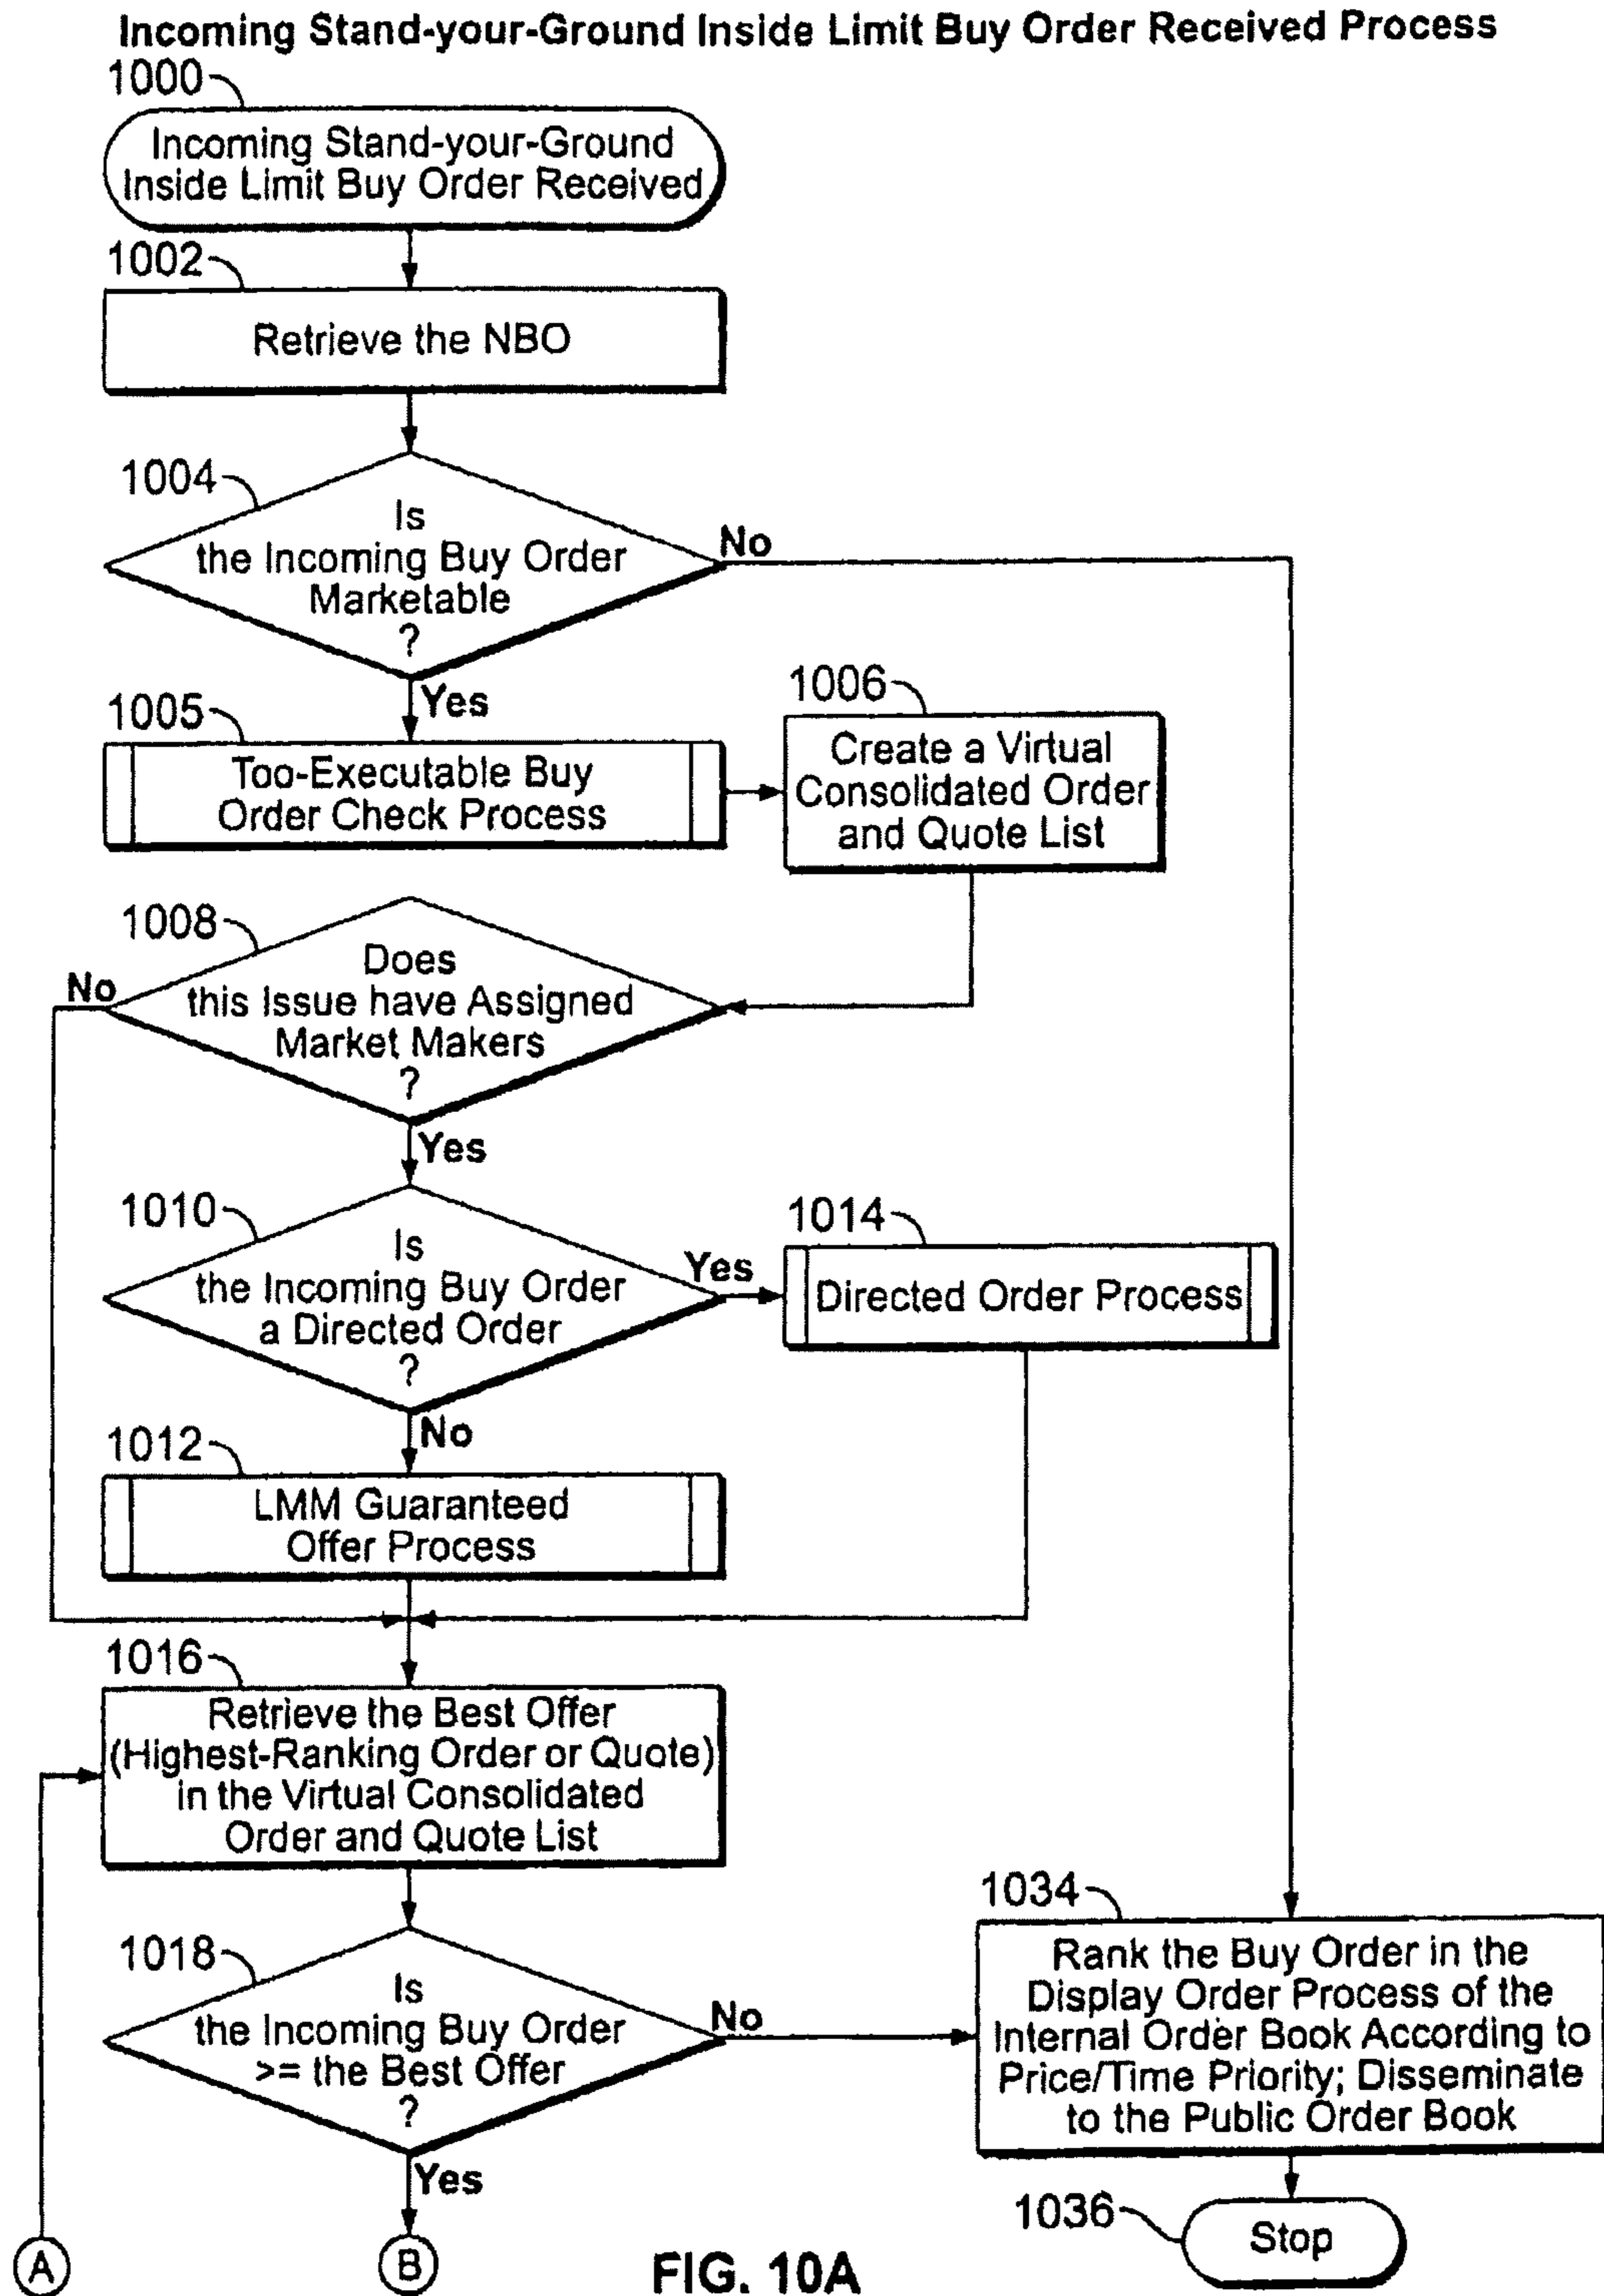 Incoming Stand-your-Ground Inside Limit Buy Order Received Process
1000
Incoming Stand-your-Ground
Inside Limit Buy Order Received
1002
Retrieve the NBO
1004
Is
the Incoming Buy Order
Marketable
?
No
Yes
1005
Too-Executable Buy
Order Check Process
1006
Create a Virtual
Consolidated Order
and Quote List
1008
Does
this Issue have Assigned
Market Makers
?
No
Yes
1010
Is
the Incoming Buy Order
a Directed Order
?
Yes
1014
Directed Order Process
No
1012
LMM Guaranteed
Offer Process
1016
Retrieve the Best Offer
(Highest-Ranking Order or Quote)
in the Virtual Consolidated
Order and Quote List
1018
Is
the Incoming Buy Order
>= the Best Offer
?
No
Yes
1034
Rank the Buy Order in the
Display Order Process of the
Internal Order Book According to
Price/Time Priority; Disseminate
to the Public Order Book
1036
Stop
A
B
FIG. 10A